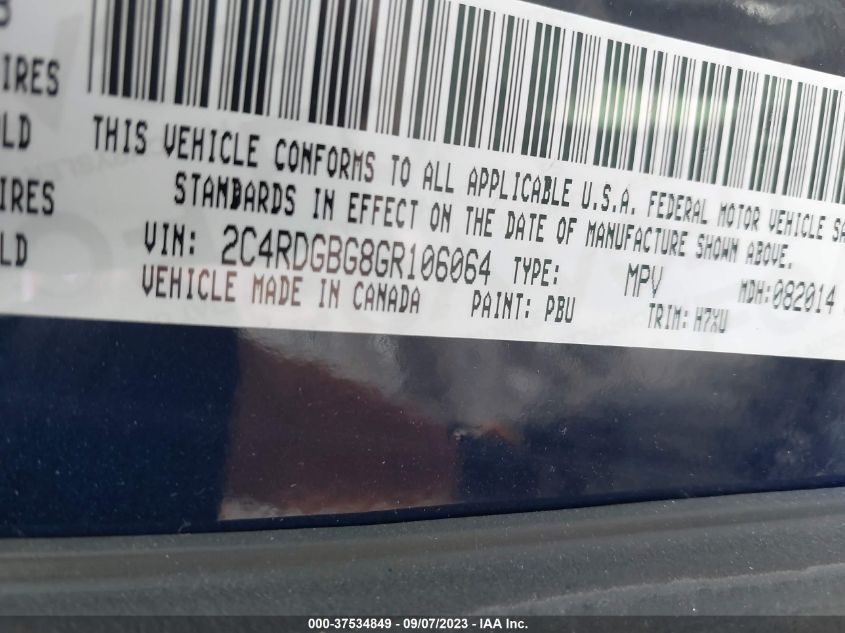 IRES
THIS VEHICLE CONFORMS TO ALL APPLICABLE U.S.A. FEDERAL MOTOR VEHICLE SA
OLD
STANDARDS IN EFFECT ON THE DATE OF MANUFACTURE SHOWN ABOVE.
IRES
VIN: 2C4RDGBG8GR106064 TYPE: MPV MDH:082014
LD
VEHICLE MADE IN CANADA PAINT: PBU TRIM: H7XU
000-37534849 - 09/07/2023 - IAA Inc.